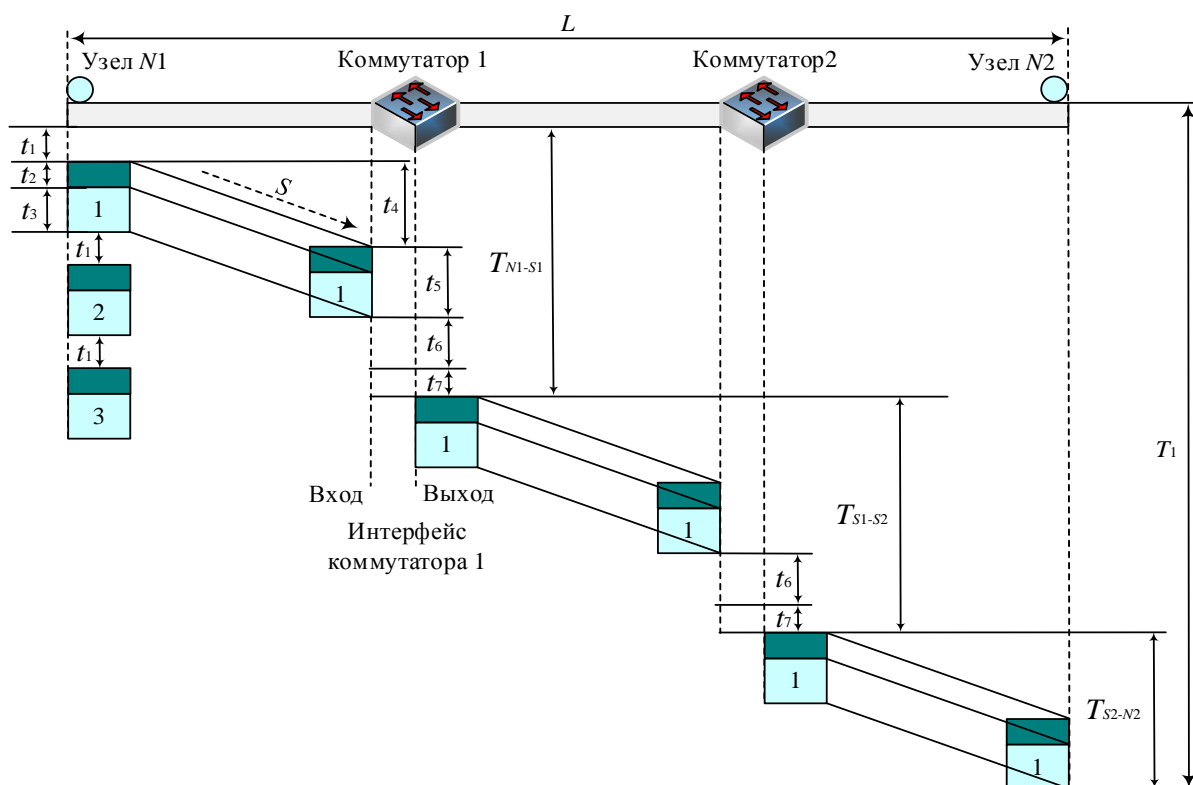 L
Узел N1
Коммутатор 1
Коммутатор2
Узел N2
t1
t2
t3
1
S
t4
t1
2
t1
3
1
t5
t6
t7
TN1-S1
1
Вход
Выход
Интерфейс
коммутатора 1
1
TS1-S2
t6
t7
1
TS2-N2
1
T1